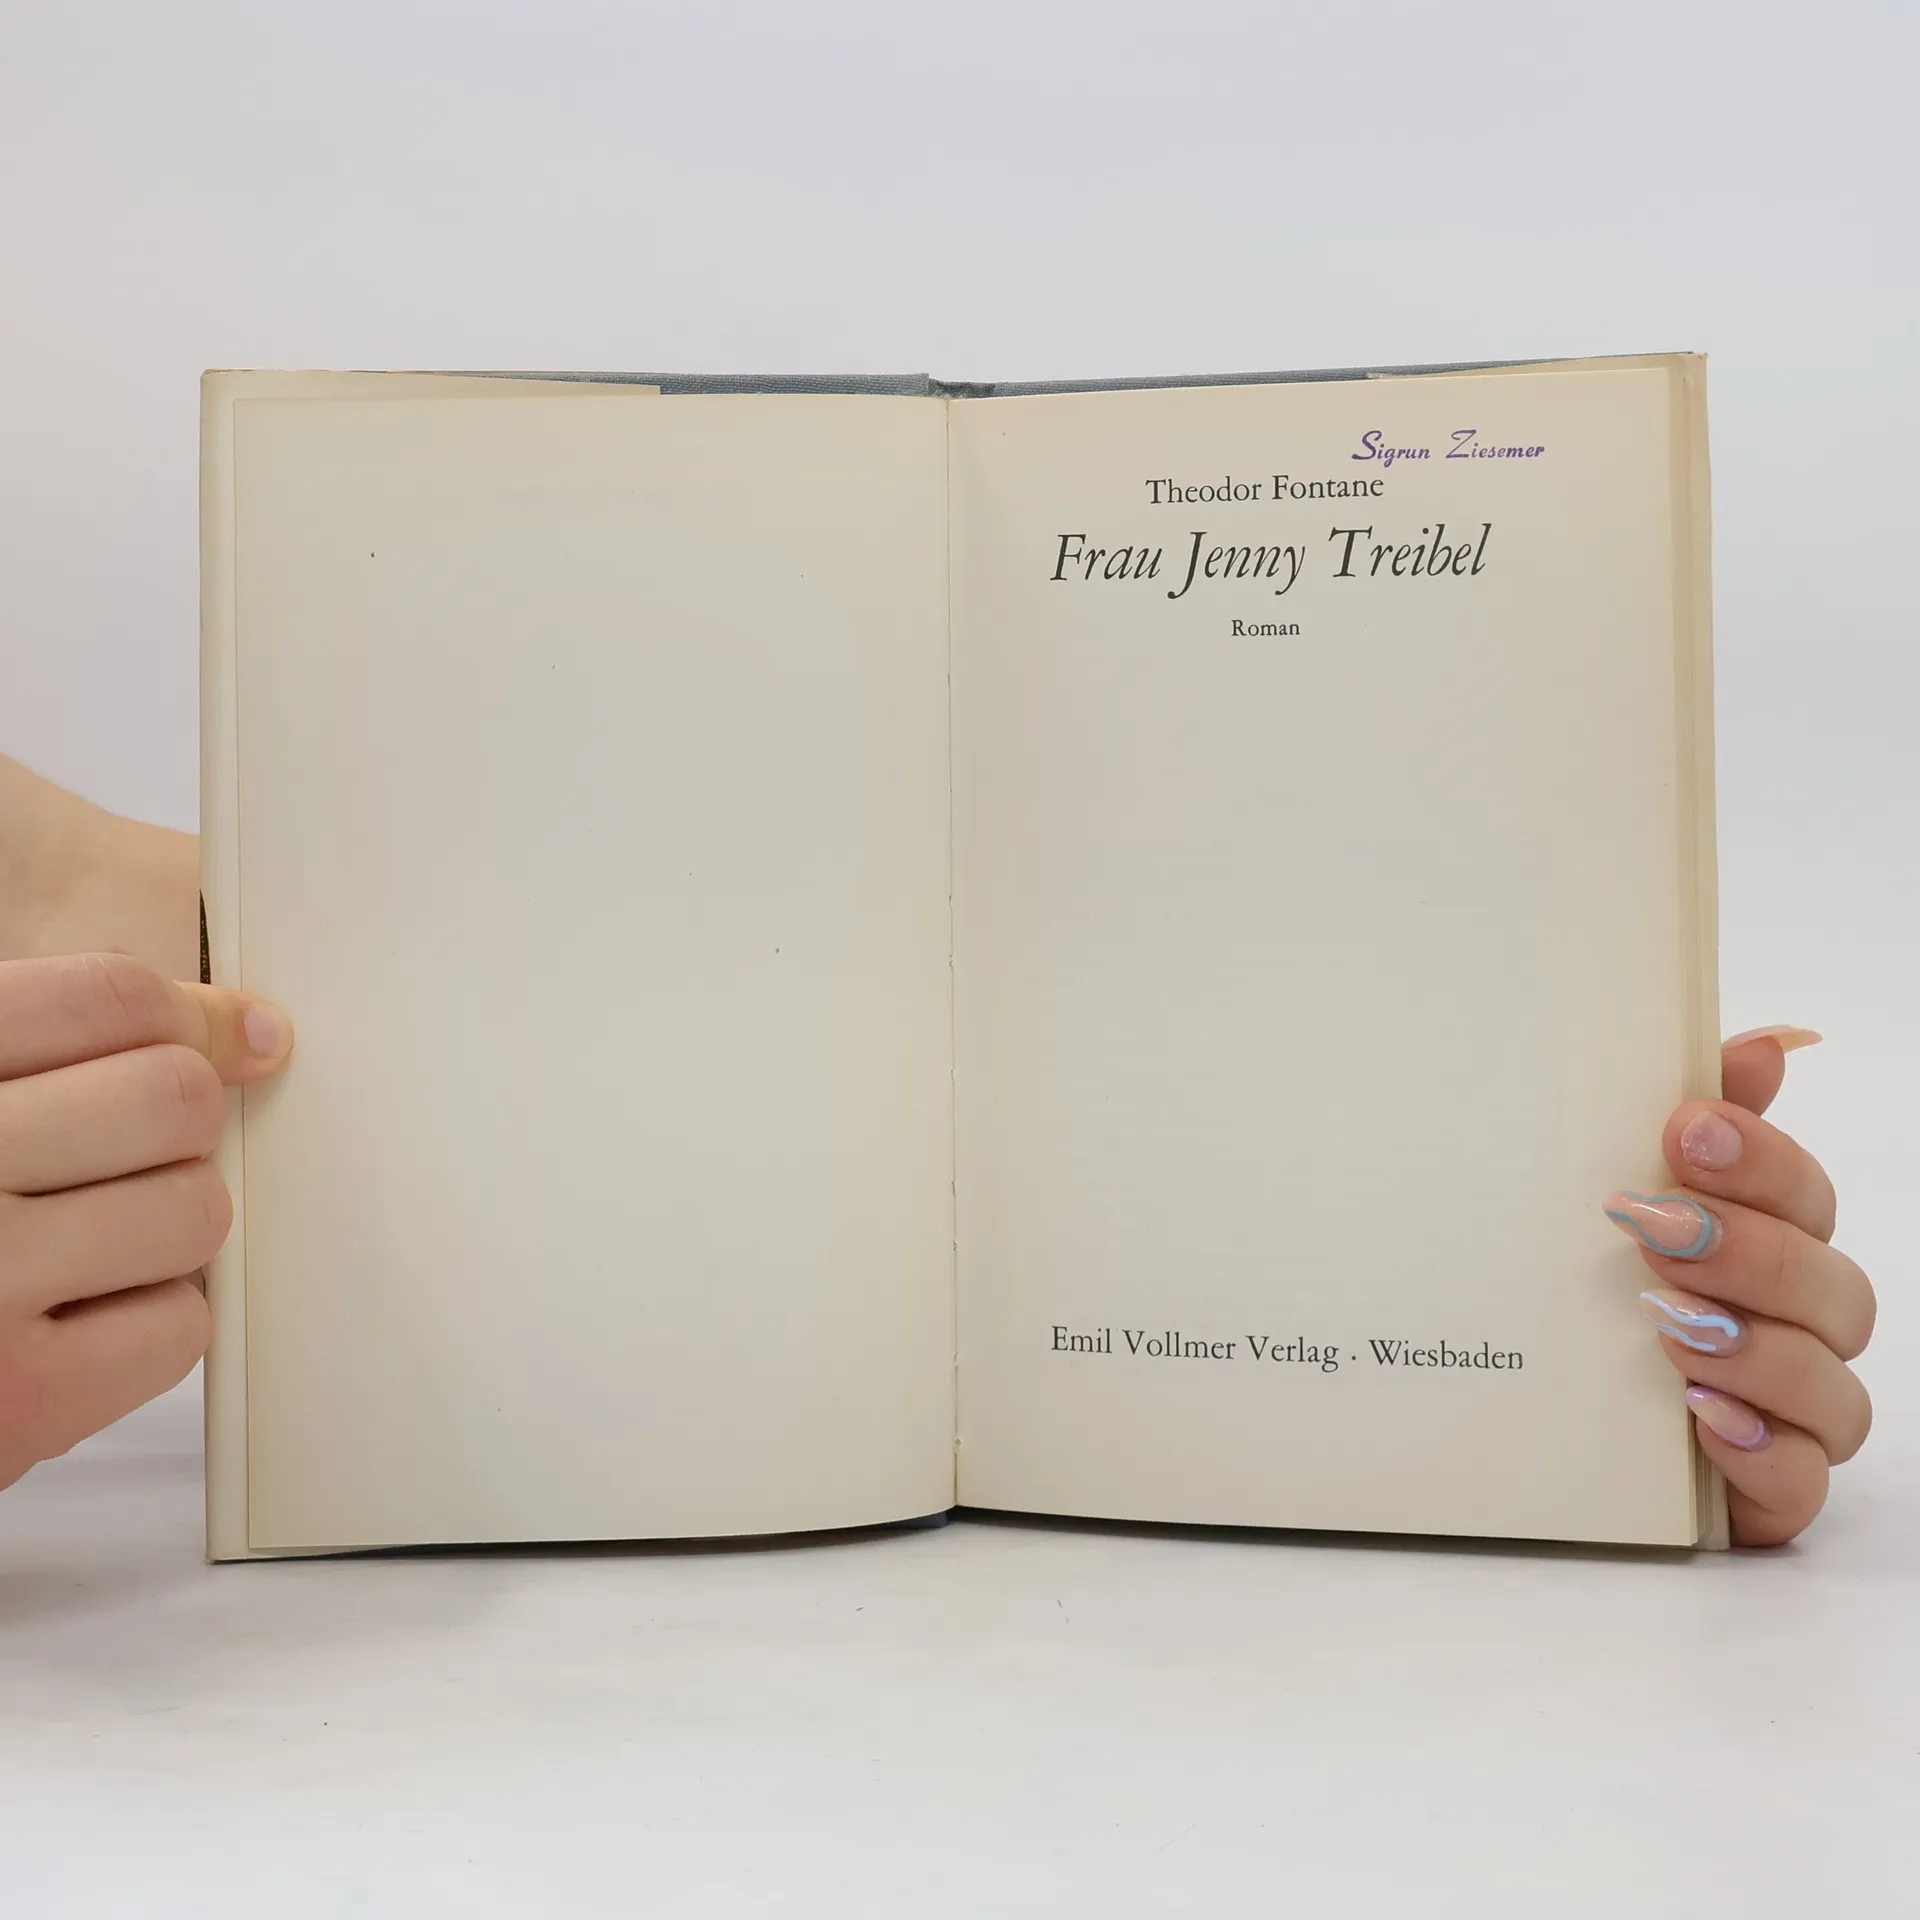 Sigrun Ziesemer
Theodor Fontane
Frau Jenny Treibel
Roman
Emil Vollmer Verlag · Wiesbaden